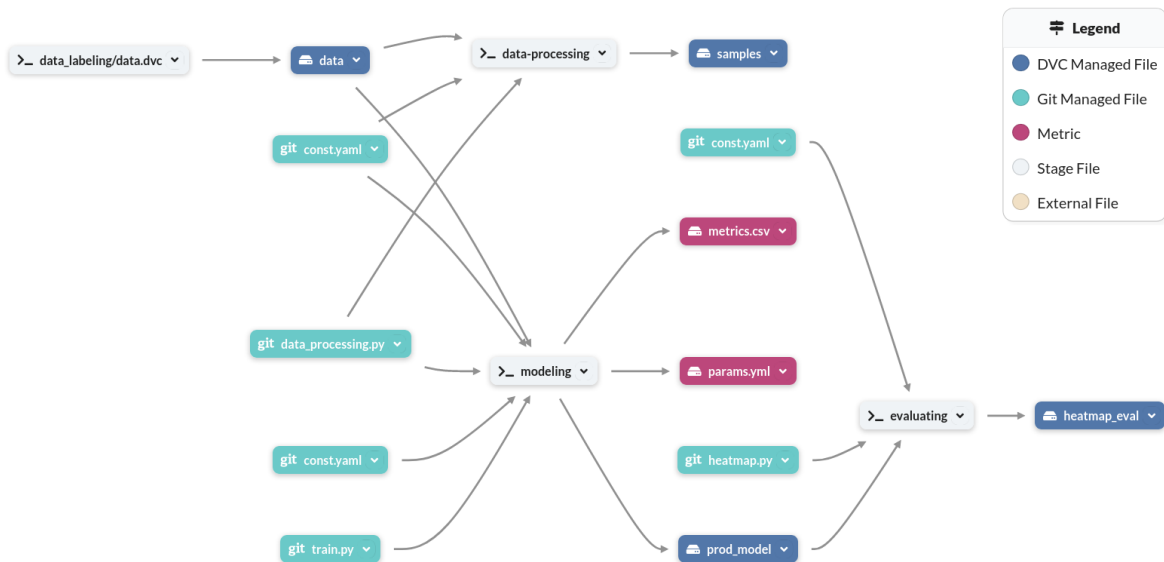 Legend
DVC Managed File
Git Managed File
Metric
Stage File
External File
>_ data_labeling/data.dvc
data
>_ data-processing
samples
git const.yaml
git const.yaml
metrics.csv
git data_processing.py
>_ modeling
params.yml
>_ evaluating
heatmap_eval
git const.yaml
git heatmap.py
git train.py
prod_model